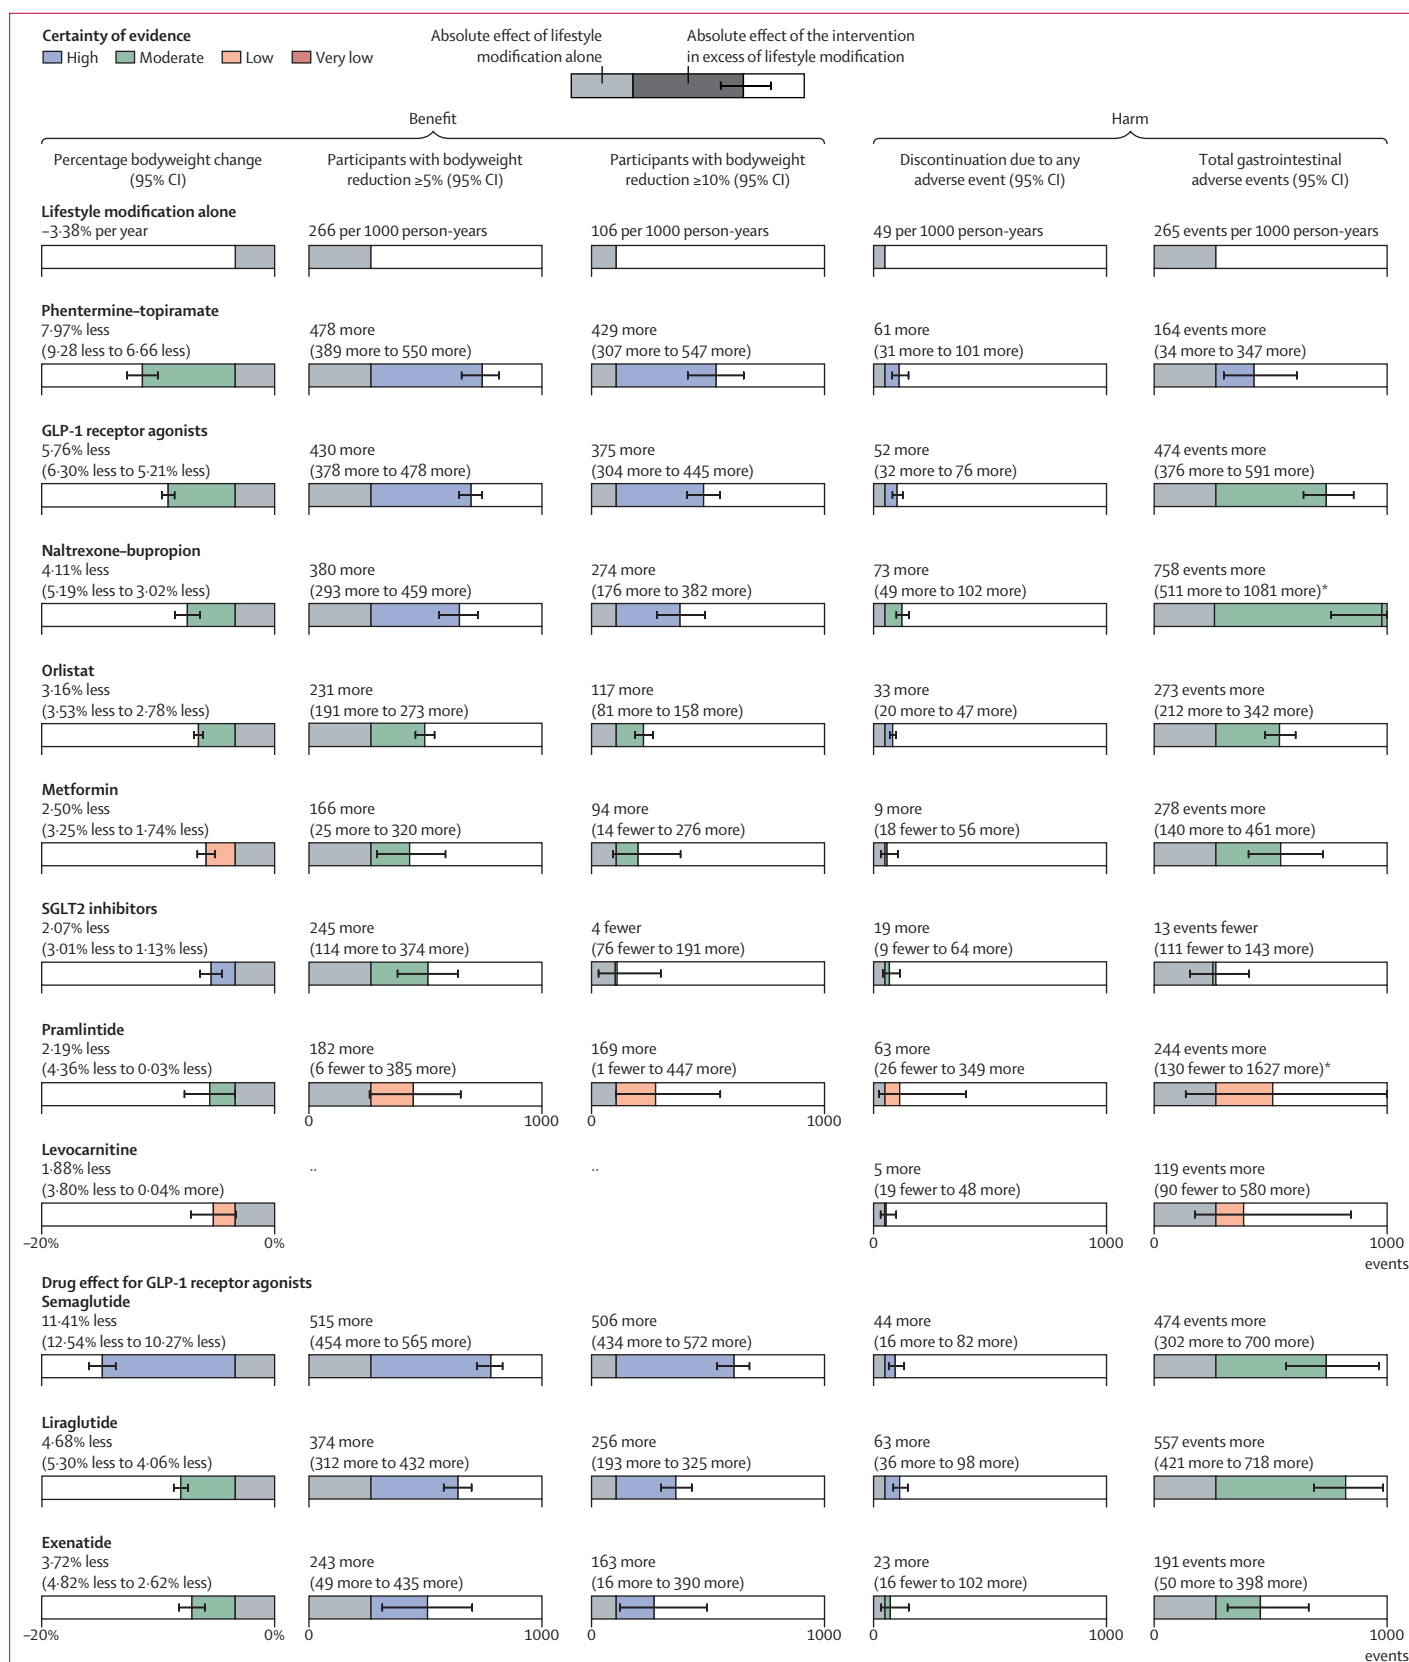 Certainty of evidence
High Moderate Low Very low
Absolute effect of lifestyle
modification alone
Absolute effect of the intervention
in excess of lifestyle modification
Benefit
Harm
Percentage bodyweight change
(95% CI)
Participants with bodyweight
reduction ≥5% (95% CI)
Participants with bodyweight
reduction ≥10% (95% CI)
Discontinuation due to any
adverse event (95% CI)
Total gastrointestinal
adverse events (95% CI)
Lifestyle modification alone
–3·38% per year 266 per 1000 person-years 106 per 1000 person-years 49 per 1000 person-years 265 events per 1000 person-years
Phentermine–topiramate
7·97% less 478 more 429 more 61 more 164 events more
(9·28 less to 6·66 less) (389 more to 550 more) (307 more to 547 more) (31 more to 101 more) (34 more to 347 more)
GLP-1 receptor agonists
5·76% less 430 more 375 more 52 more 474 events more
(6·30% less to 5·21% less) (378 more to 478 more) (304 more to 445 more) (32 more to 76 more) (376 more to 591 more)
Naltrexone–bupropion
4·11% less 380 more 274 more 73 more 758 events more
(5·19% less to 3·02% less) (293 more to 459 more) (176 more to 382 more) (49 more to 102 more) (511 more to 1081 more)*
Orlistat
3·16% less 231 more 117 more 33 more 273 events more
(3·53% less to 2·78% less) (191 more to 273 more) (81 more to 158 more) (20 more to 47 more) (212 more to 342 more)
Metformin
2·50% less 166 more 94 more 9 more 278 events more
(3·25% less to 1·74% less) (25 more to 320 more) (14 fewer to 276 more) (18 fewer to 56 more) (140 more to 461 more)
SGLT2 inhibitors
2·07% less 245 more 4 fewer 19 more 13 events fewer
(3·01% less to 1·13% less) (114 more to 374 more) (76 fewer to 191 more) (9 fewer to 64 more) (111 fewer to 143 more)
Pramlintide
2·19% less 182 more 169 more 63 more 244 events more
(4·36% less to 0·03% less) (6 fewer to 385 more) (1 fewer to 447 more) (26 fewer to 349 more (130 fewer to 1627 more)*
0 1000 0 1000
Levocarnitine
1·88% less ·· ·· 5 more 119 events more
(3·80% less to 0·04% more) (19 fewer to 48 more) (90 fewer to 580 more)
–20% 0% 0 1000 0 1000
events
Drug effect for GLP-1 receptor agonists
Semaglutide
11·41% less 515 more 506 more 44 more 474 events more
(12·54% less to 10·27% less) (454 more to 565 more) (434 more to 572 more) (16 more to 82 more) (302 more to 700 more)
Liraglutide
4·68% less 374 more 256 more 63 more 557 events more
(5·30% less to 4·06% less) (312 more to 432 more) (193 more to 325 more) (36 more to 98 more) (421 more to 718 more)
Exenatide
3·72% less 243 more 163 more 23 more 191 events more
(4·82% less to 2·62% less) (49 more to 435 more) (16 more to 390 more) (16 fewer to 102 more) (50 more to 398 more)
–20% 0% 0 1000 0 1000 0 1000 0 1000
events